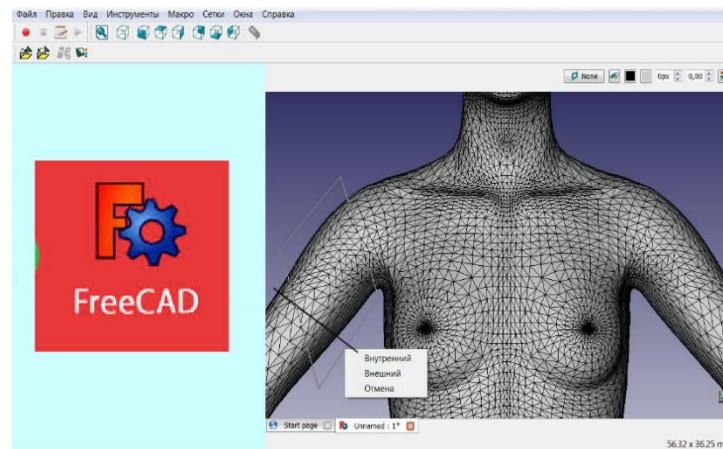 Файл Правка Вид Инструменты Макро Сетки Окна Справка
None 0px 0,00
FreeCAD
Внутренний
Внешний
Отмена
Start page Unnamed : 1*
56.32 x 36.25 m